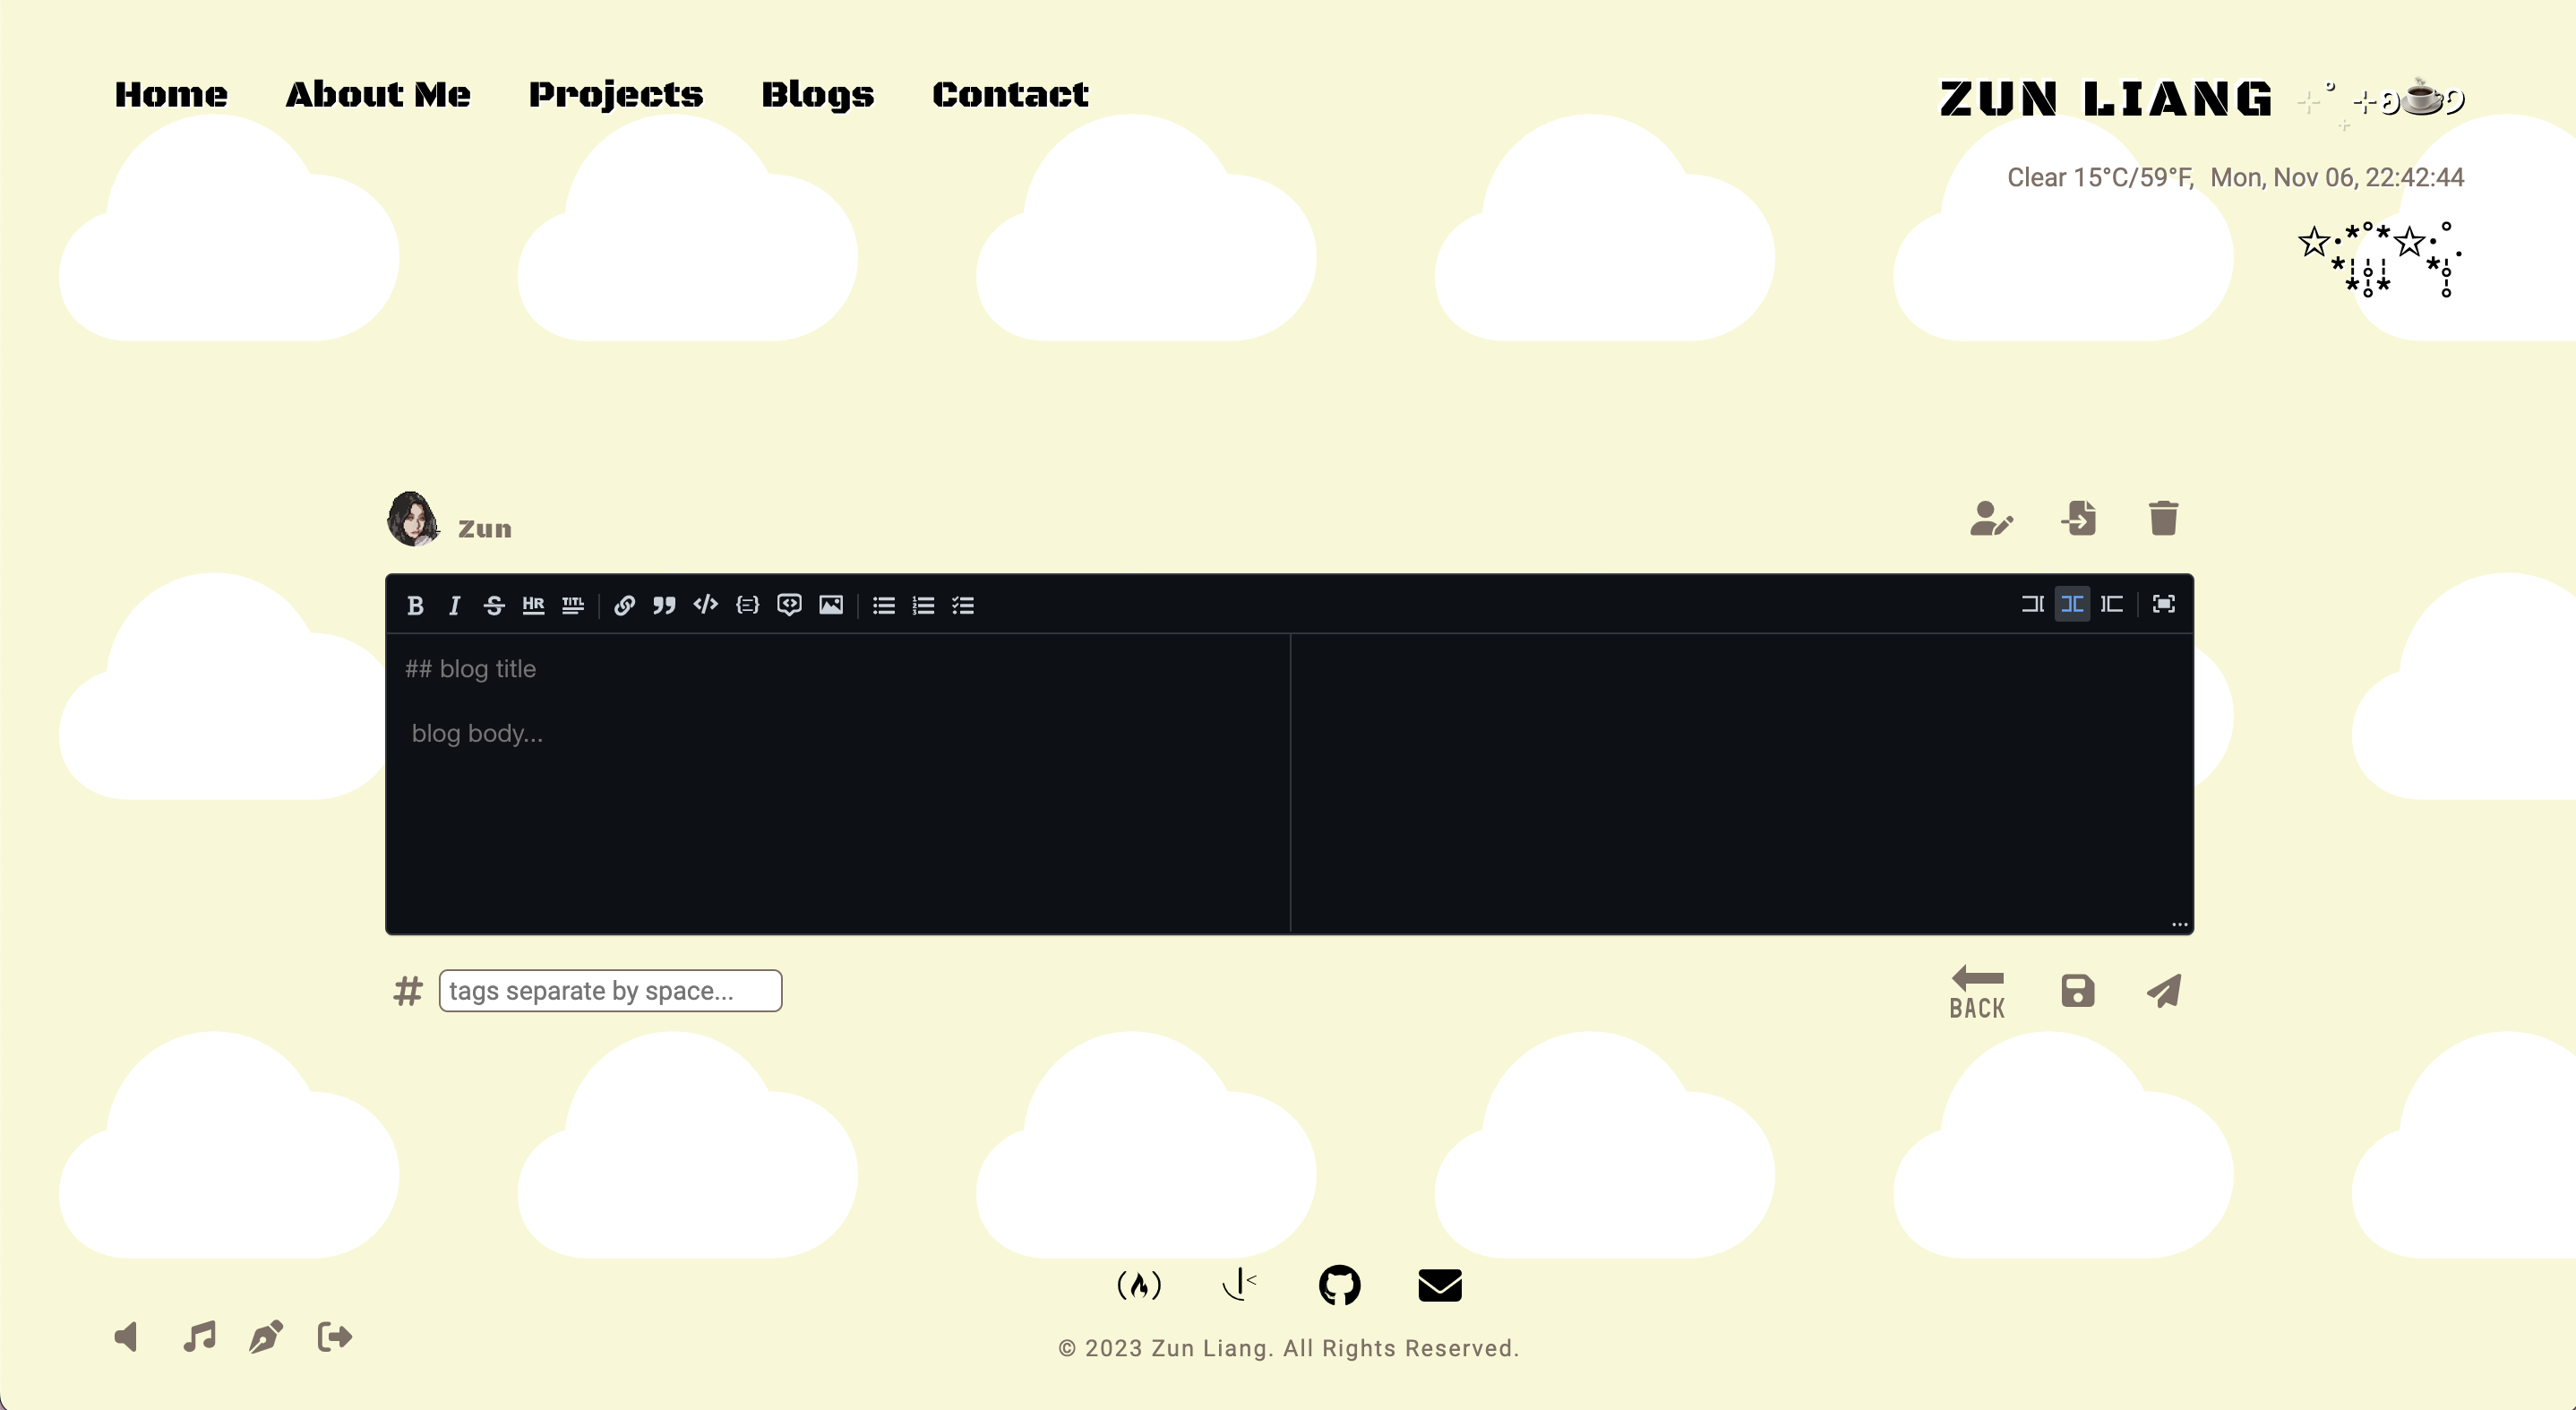 Home About Me Projects Blogs Contact
ZUN LIANG
Clear 15°C/59°F, Mon, Nov 06, 22:42:44
Zun
B I S HR TITL
## blog title
blog body...
# tags separate by space...
BACK
© 2023 Zun Liang. All Rights Reserved.